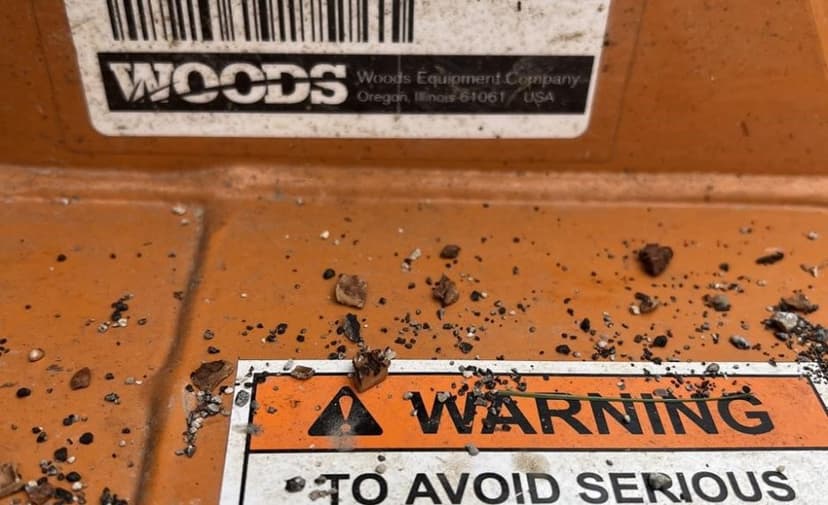 WOODS
Woods Equipment Company
Oregon, Illinois 61061 USA
WARNING
TO AVOID SERIOUS